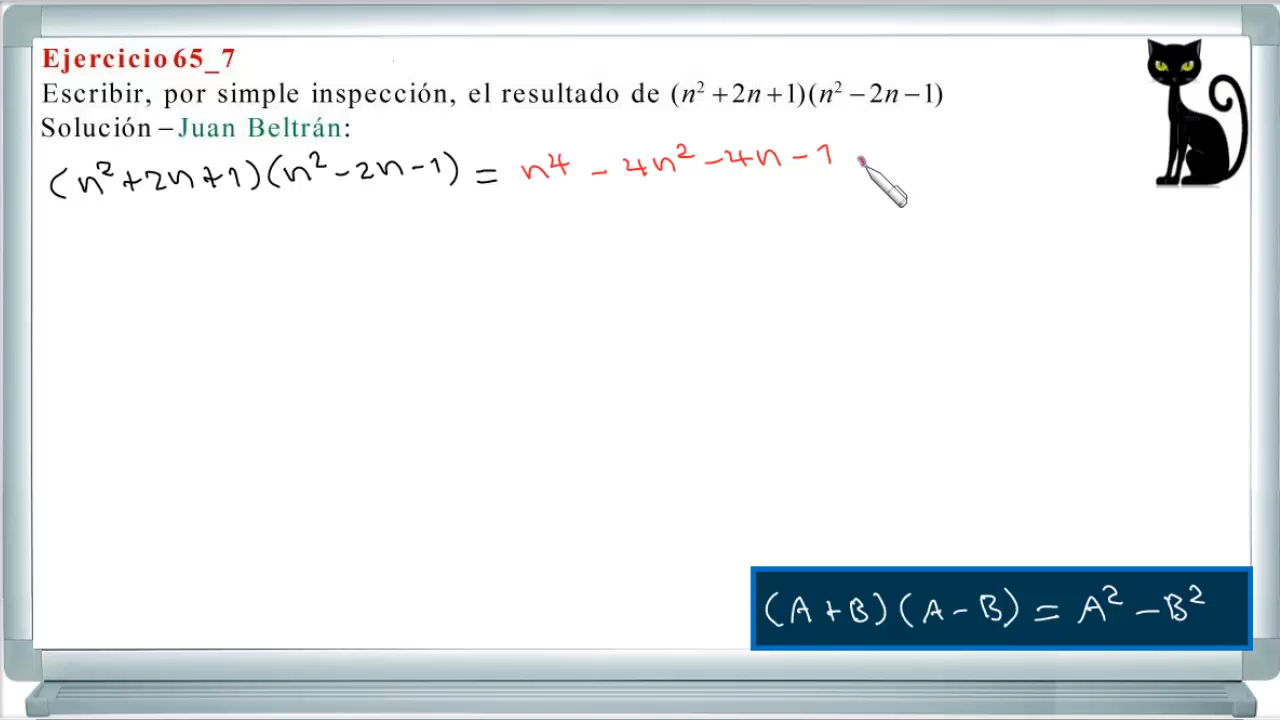 Ejercicio 65_7
Escribir, por simple inspección, el resultado de (n² + 2n + 1)(n² − 2n − 1)
Solución – Juan Beltrán:
(n² + 2n + 1)(n² − 2n − 1) = n⁴ − 4n² − 4n − 1
(A + B)(A − B) = A² − B²